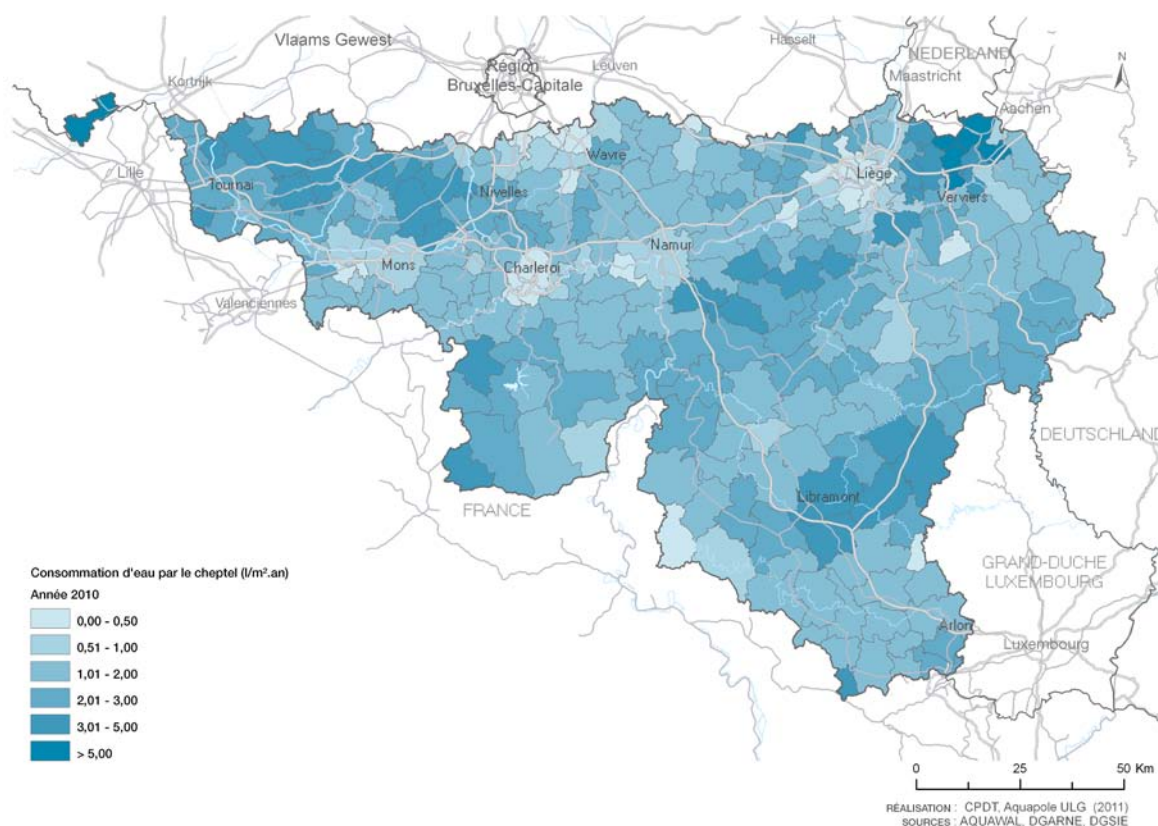 Vlaams Gewest
Hasselt
NEDERLAND
Maastricht
N
Kortrijk
Région
Bruxelles-Capitale
Leuven
Aachen
Lille
Tournai
Wavre
Liège
Nivelles
Verviers
Namur
Mons
Charleroi
Valenciennes
DEUTSCHLAND
Libramont
FRANCE
GRAND-DUCHE
LUXEMBOURG
Arlon
Luxembourg
Consommation d'eau par le cheptel (l/m².an)
Année 2010
0,00 - 0,50
0,51 - 1,00
1,01 - 2,00
2,01 - 3,00
3,01 - 5,00
> 5,00
0 25 50 Km
RÉALISATION : CPDT, Aquapole ULG (2011)
SOURCES : AQUAWAL, DGARNE, DGSIE